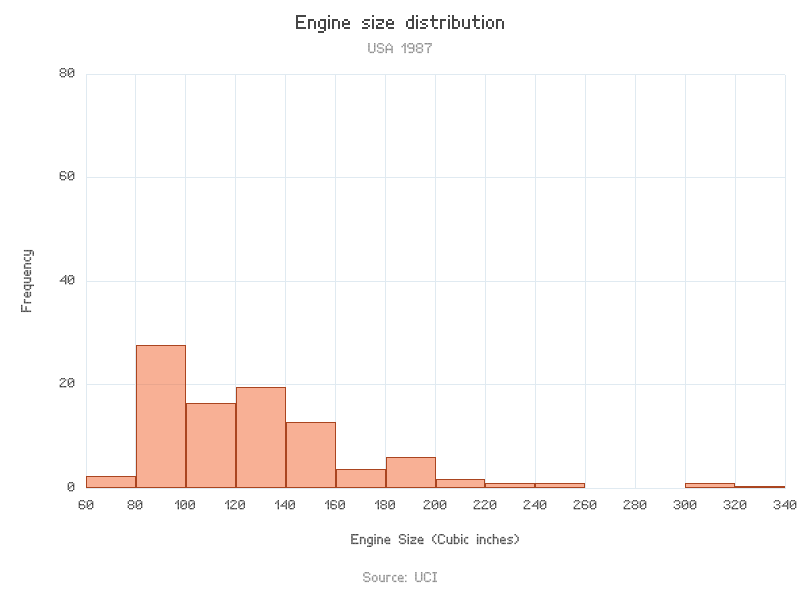 Engine size distribution
USA 1987
80
60
40
20
0
Frequency
60 80 100 120 140 160 180 200 220 240 260 280 300 320 340
Engine Size (Cubic inches)
Source: UCI